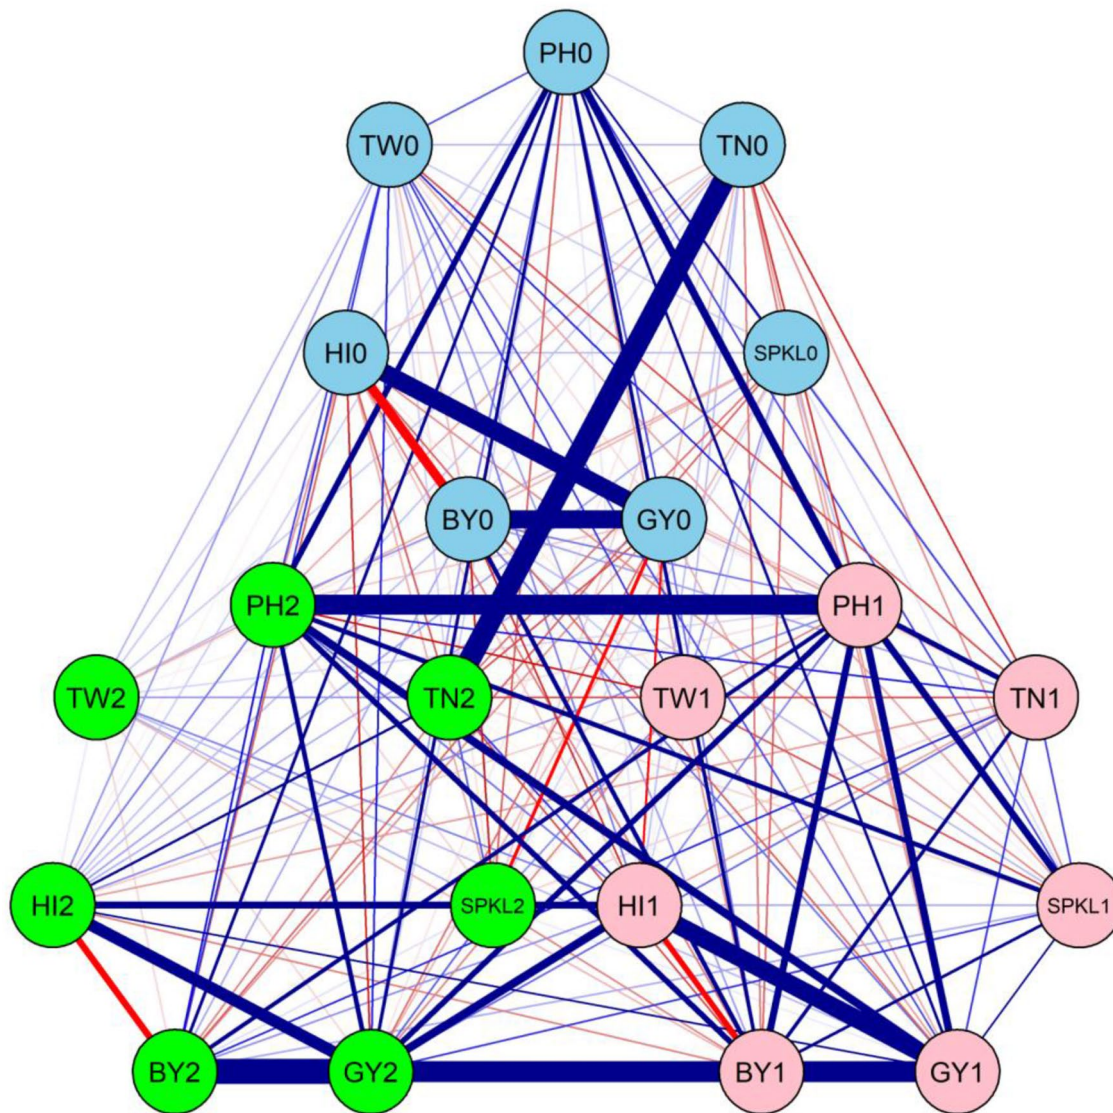 PH0
TW0 TN0
HI0 SPKL0
BY0 GY0
PH2 PH1
TW2 TN2 TW1 TN1
HI2 SPKL2 HI1 SPKL1
BY2 GY2 BY1 GY1